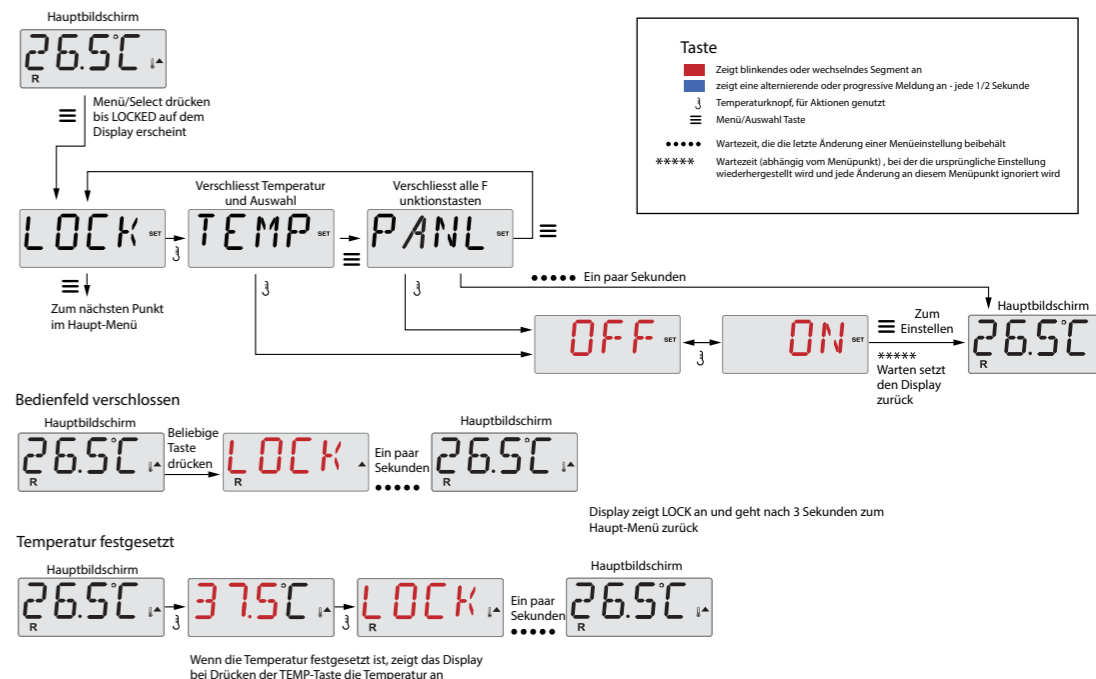 Hauptbildschirm
26.5°C
R
Menü/Select drücken
bis LOCKED auf dem
Display erscheint
Taste
Zeigt blinkendes oder wechselndes Segment an
zeigt eine alternierende oder progressive Meldung an - jede 1/2 Sekunde
Temperaturknopf, für Aktionen genutzt
Menü/Auswahl Taste
••••• Wartezeit, die die letzte Änderung einer Menüeinstellung beibehält
***** Wartezeit (abhängig vom Menüpunkt) , bei der die ursprüngliche Einstellung
wiederhergestellt wird und jede Änderung an diesem Menüpunkt ignoriert wird
Verschliesst Temperatur
und Auswahl
Verschliesst alle F
unktionstasten
LOCK SET
TEMP SET
PANL SET
Zum nächsten Punkt
im Haupt-Menü
••••• Ein paar Sekunden
OFF SET
ON SET
Zum
Einstellen
*****
Warten setzt
den Display
zurück
Hauptbildschirm
26.5°C
R
Bedienfeld verschlossen
Hauptbildschirm
26.5°C
R
Beliebige
Taste
drücken
LOCK
R
Ein paar
Sekunden
•••••
Hauptbildschirm
26.5°C
R
Display zeigt LOCK an und geht nach 3 Sekunden zum
Haupt-Menü zurück
Temperatur festgesetzt
Hauptbildschirm
26.5°C
R
37.5°C
LOCK
R
Ein paar
Sekunden
•••••
Hauptbildschirm
26.5°C
R
Wenn die Temperatur festgesetzt ist, zeigt das Display
bei Drücken der TEMP-Taste die Temperatur an